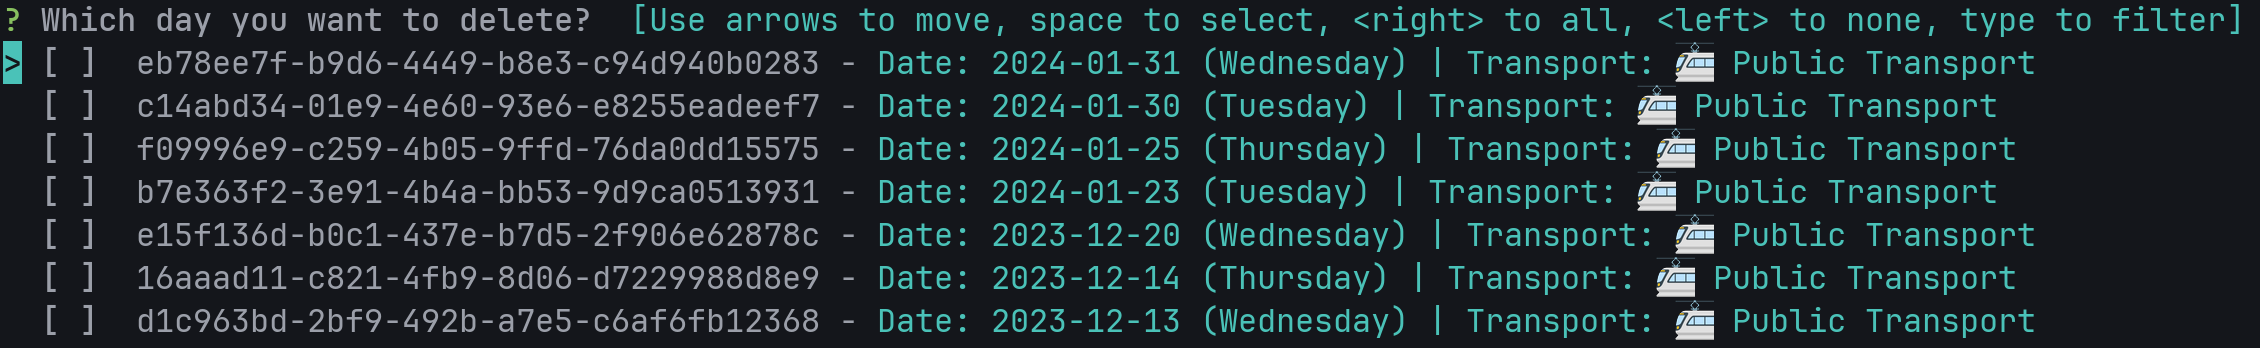 ? Which day you want to delete?  [Use arrows to move, space to select, <right> to all, <left> to none, type to filter]
> [ ]  eb78ee7f-b9d6-4449-b8e3-c94d940b0283 - Date: 2024-01-31 (Wednesday) | Transport: 🚈 Public Transport
  [ ]  c14abd34-01e9-4e60-93e6-e8255eadeef7 - Date: 2024-01-30 (Tuesday) | Transport: 🚈 Public Transport
  [ ]  f09996e9-c259-4b05-9ffd-76da0dd15575 - Date: 2024-01-25 (Thursday) | Transport: 🚈 Public Transport
  [ ]  b7e363f2-3e91-4b4a-bb53-9d9ca0513931 - Date: 2024-01-23 (Tuesday) | Transport: 🚈 Public Transport
  [ ]  e15f136d-b0c1-437e-b7d5-2f906e62878c - Date: 2023-12-20 (Wednesday) | Transport: 🚈 Public Transport
  [ ]  16aaad11-c821-4fb9-8d06-d7229988d8e9 - Date: 2023-12-14 (Thursday) | Transport: 🚈 Public Transport
  [ ]  d1c963bd-2bf9-492b-a7e5-c6af6fb12368 - Date: 2023-12-13 (Wednesday) | Transport: 🚈 Public Transport